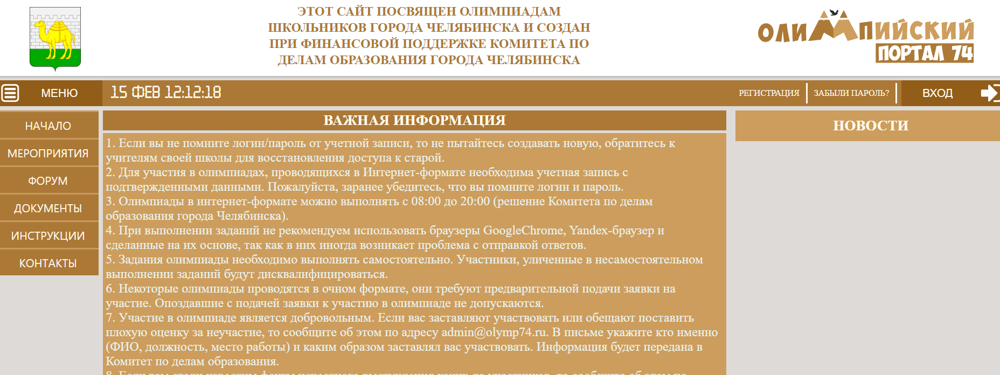 ЭТОТ САЙТ ПОСВЯЩЕН ОЛИМПИАДАМ
ШКОЛЬНИКОВ ГОРОДА ЧЕЛЯБИНСКА И СОЗДАН
ПРИ ФИНАНСОВОЙ ПОДДЕРЖКЕ КОМИТЕТА ПО
ДЕЛАМ ОБРАЗОВАНИЯ ГОРОДА ЧЕЛЯБИНСКА
ОЛИМПИЙСКИЙ
ПОРТАЛ 74
МЕНЮ
15 ФЕВ 12:12:18
РЕГИСТРАЦИЯ
ЗАБЫЛИ ПАРОЛЬ?
ВХОД
НАЧАЛО
МЕРОПРИЯТИЯ
ФОРУМ
ДОКУМЕНТЫ
ИНСТРУКЦИИ
КОНТАКТЫ
ВАЖНАЯ ИНФОРМАЦИЯ
1. Если вы не помните логин/пароль от учетной записи, то не пытайтесь создавать новую, обратитесь к
учителям своей школы для восстановления доступа к старой.
2. Для участия в олимпиадах, проводящихся в Интернет-формате необходима учетная запись с
подтвержденными данными. Пожалуйста, заранее убедитесь, что вы помните логин и пароль.
3. Олимпиады в интернет-формате можно выполнять с 08:00 до 20:00 (решение Комитета по делам
образования города Челябинска).
4. При выполнении заданий не рекомендуем использовать браузеры GoogleChrome, Yandex-браузер и
сделанные на их основе, так как в них иногда возникает проблема с отправкой ответов.
5. Задания олимпиады необходимо выполнять самостоятельно. Участники, уличенные в несамостоятельном
выполнении заданий будут дисквалифицироваться.
6. Некоторые олимпиады проводятся в очном формате, они требуют предварительной подачи заявки на
участие. Опоздавшие с подачей заявки к участию в олимпиаде не допускаются.
7. Участие в олимпиаде является добровольным. Если вас заставляют участвовать или обещают поставить
плохую оценку за неучастие, то сообщите об этом по адресу admin@olymp74.ru. В письме укажите кто именно
(ФИО, должность, место работы) и каким образом заставлял вас участвовать. Информация будет передана в
Комитет по делам образования.
НОВОСТИ